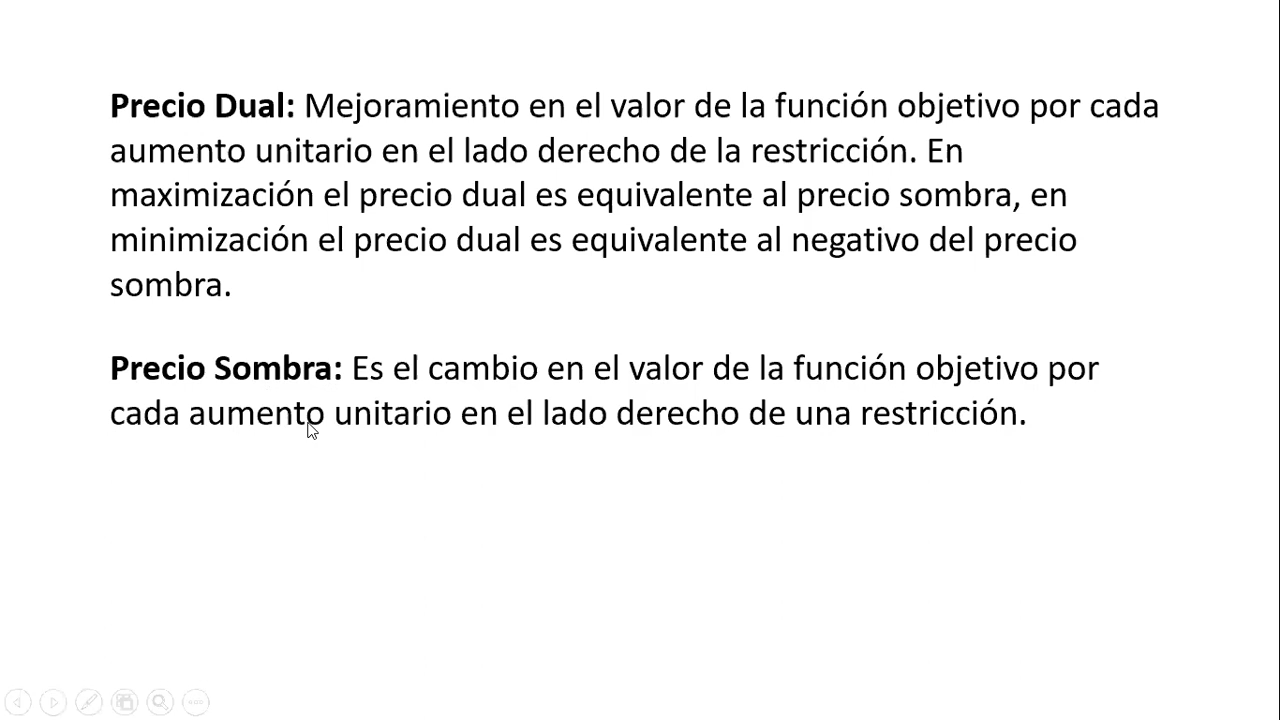 Precio Dual: Mejoramiento en el valor de la función objetivo por cada
aumento unitario en el lado derecho de la restricción. En
maximización el precio dual es equivalente al precio sombra, en
minimización el precio dual es equivalente al negativo del precio
sombra.
Precio Sombra: Es el cambio en el valor de la función objetivo por
cada aumento unitario en el lado derecho de una restricción.